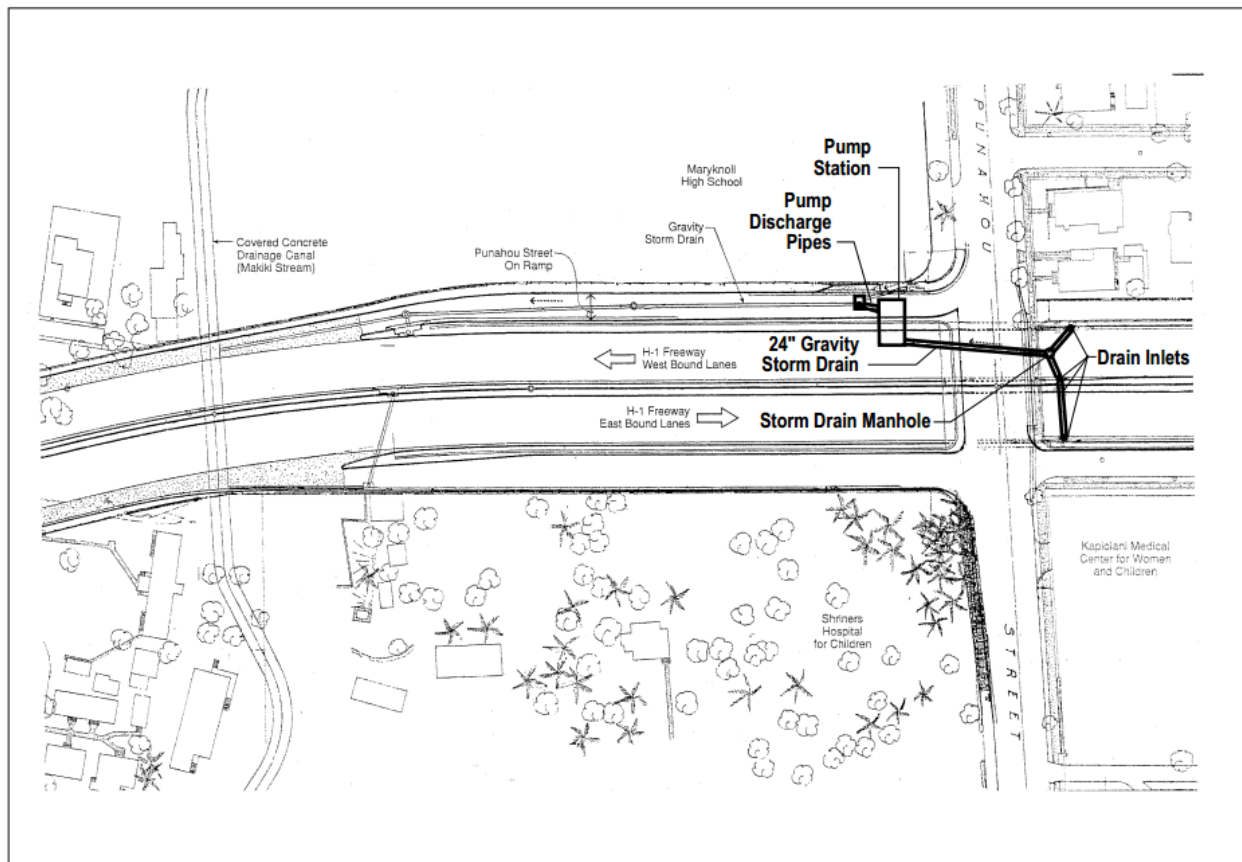 PUNAHOU
Pump
Station
Maryknoll
High School
Pump
Discharge
Pipes
Gravity
Storm Drain
Covered Concrete
Drainage Canal
(Makiki Stream)
Punahou Street
On Ramp
24" Gravity
Storm Drain
Drain Inlets
H-1 Freeway
West Bound Lanes
H-1 Freeway
East Bound Lanes
Storm Drain Manhole
Kapiolani Medical
Center for Women
and Children
Shriners
Hospital
for Children
STREET